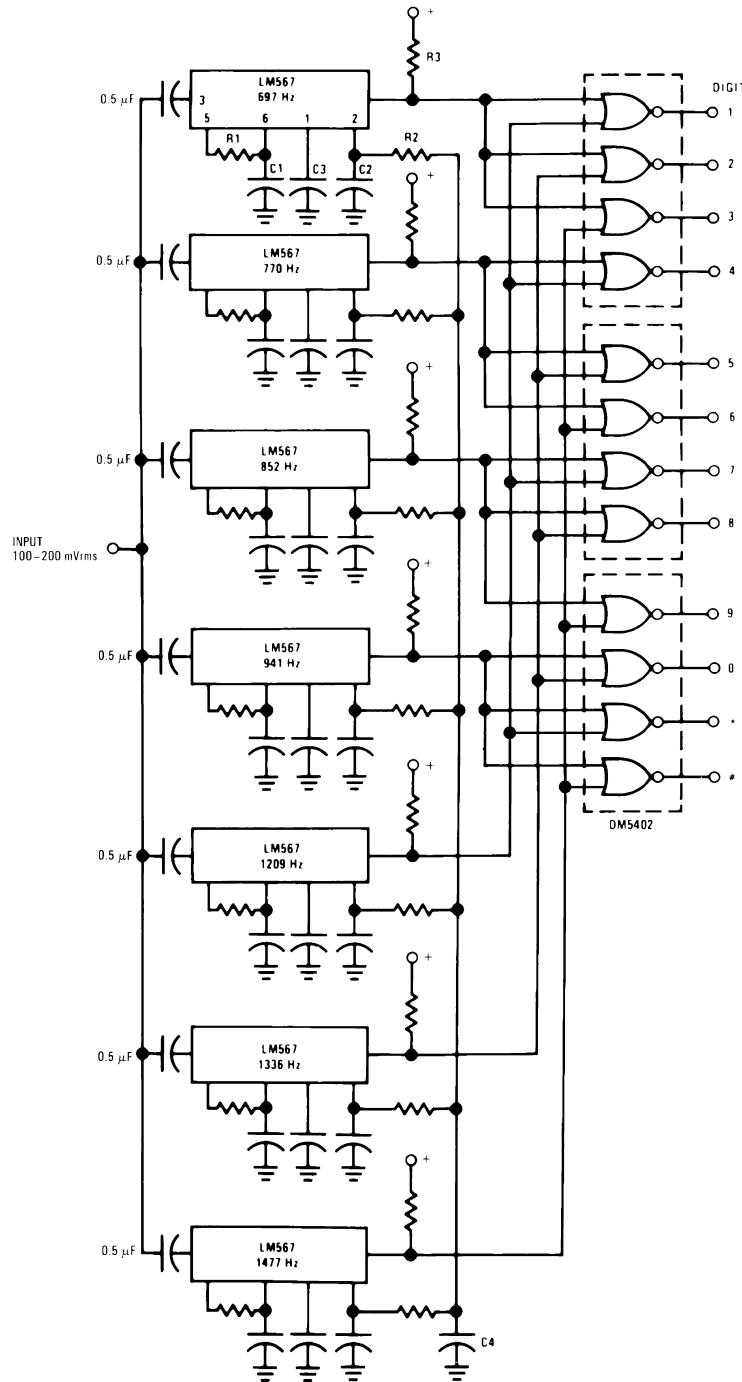 +
R3
LM567
697 Hz
0.5 μF
3
5
6
1
2
R1
C1
C3
C2
R2
DIGIT
1
2
3
4
+
LM567
770 Hz
0.5 μF
+
5
6
7
8
LM567
852 Hz
0.5 μF
INPUT
100–200 mVrms
+
9
0
*
#
DM5402
LM567
941 Hz
0.5 μF
+
LM567
1209 Hz
0.5 μF
+
LM567
1336 Hz
0.5 μF
+
LM567
1477 Hz
0.5 μF
C4